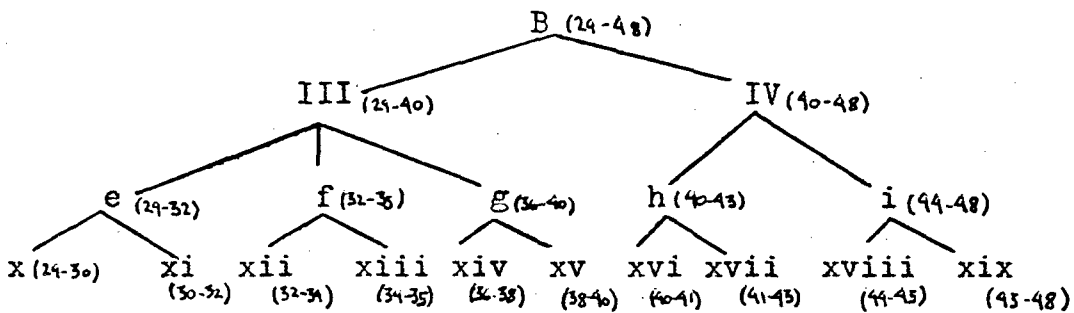 B (29-48)
III (29-40) IV (40-48)
e (29-32) f (32-35) g (36-40) h (40-43) i (44-48)
x (29-30) xi (30-32) xii (32-34) xiii (34-35) xiv (36-38) xv (38-40) xvi (40-41) xvii (41-43) xviii (44-45) xix (45-48)